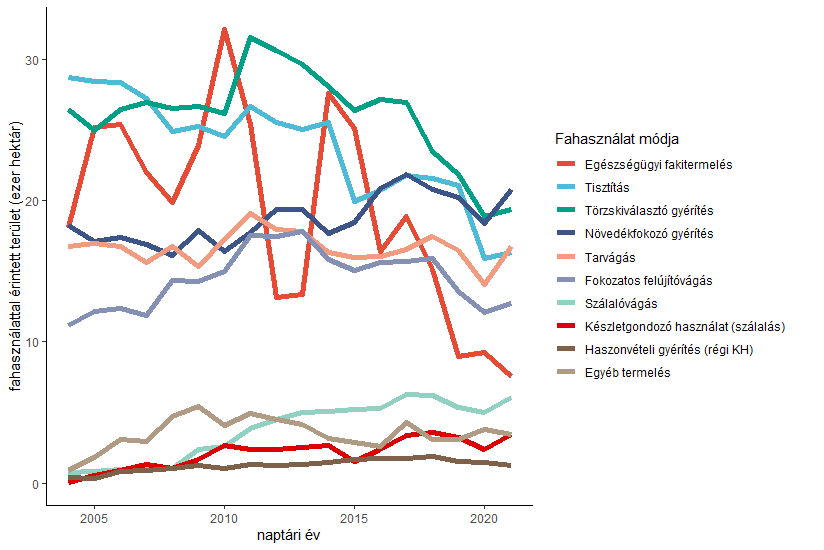 fahasználattal érintett terület (ezer hektár)
30
20
10
0
2005
2010
2015
2020
naptári év
Fahasználat módja
Egészségügyi fakitermelés
Tisztítás
Törzskiválasztó gyérítés
Növedékfokozó gyérítés
Tarvágás
Fokozatos felújítóvágás
Szálalóvágás
Készletgondozó használat (szálalás)
Haszonvételi gyérítés (régi KH)
Egyéb termelés